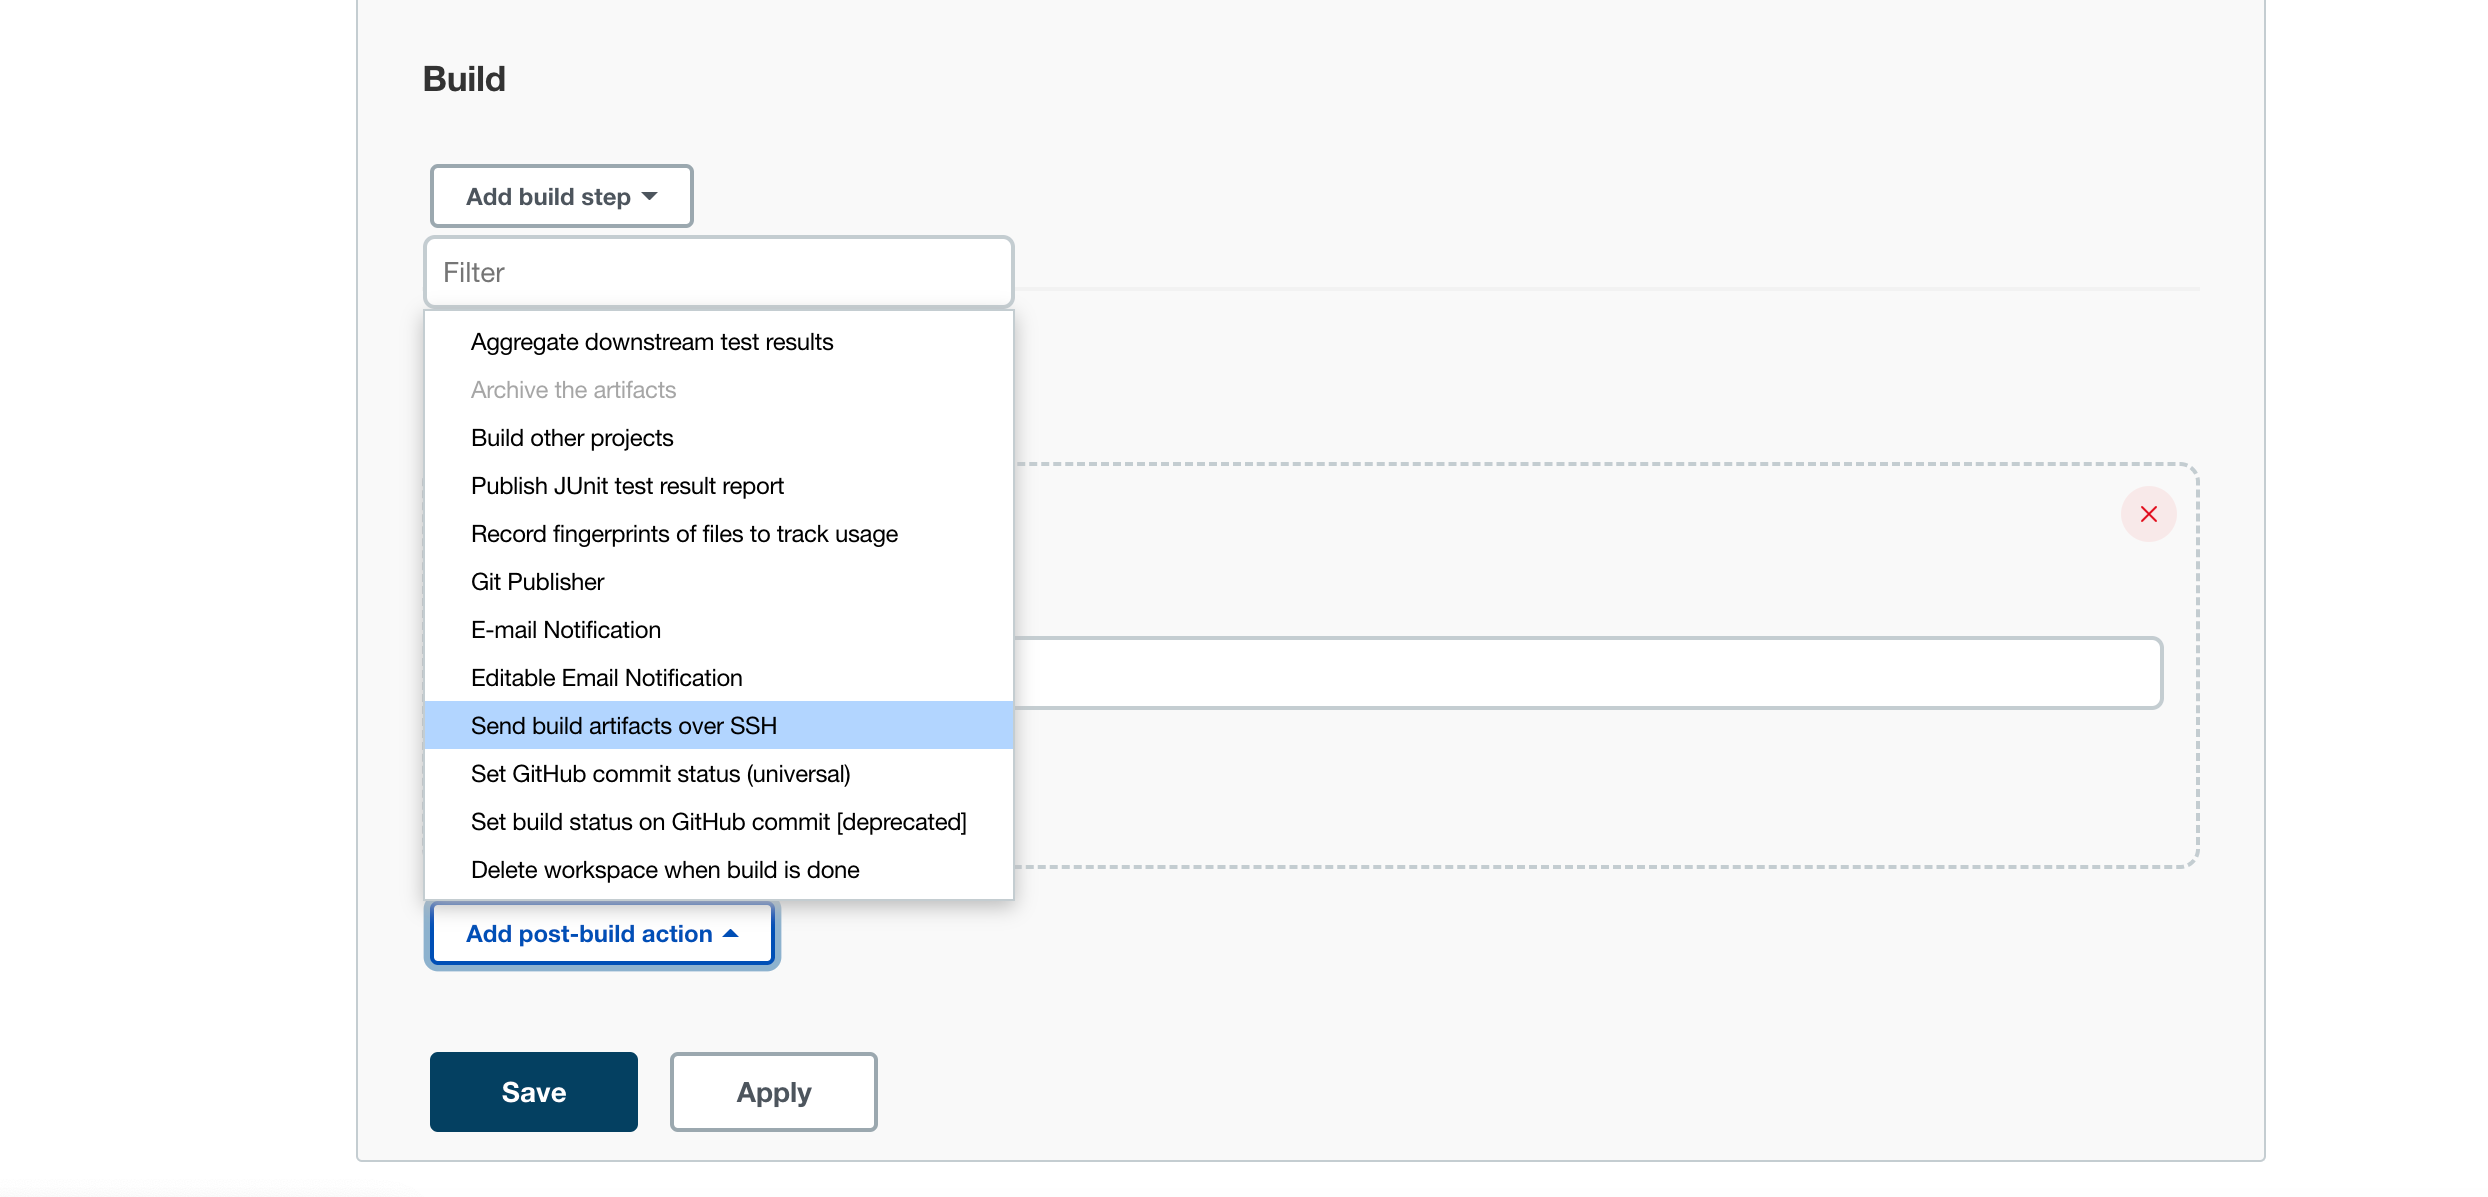 Build
Add build step
Filter
Aggregate downstream test results
Archive the artifacts
Build other projects
Publish JUnit test result report
Record fingerprints of files to track usage
Git Publisher
E-mail Notification
Editable Email Notification
Send build artifacts over SSH
Set GitHub commit status (universal)
Set build status on GitHub commit [deprecated]
Delete workspace when build is done
Add post-build action
Save
Apply